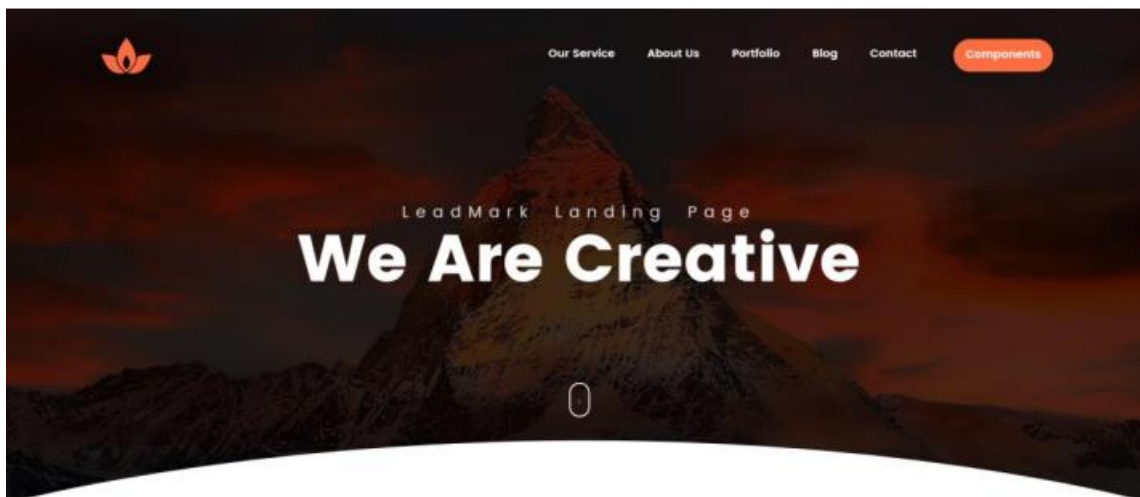 Our Service About Us Portfolio Blog Contact Components
LeadMark Landing Page
We Are Creative